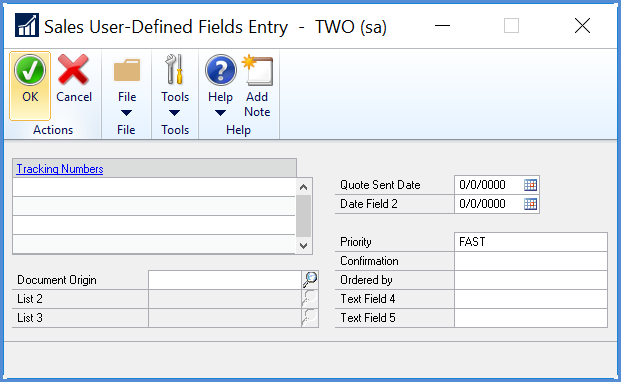 Sales User-Defined Fields Entry - TWO (sa)
OK Cancel File Tools Help Add Note
Actions File Tools Help
Tracking Numbers
Quote Sent Date 0/0/0000
Date Field 2 0/0/0000
Priority FAST
Confirmation
Document Origin Ordered by
List 2 Text Field 4
List 3 Text Field 5